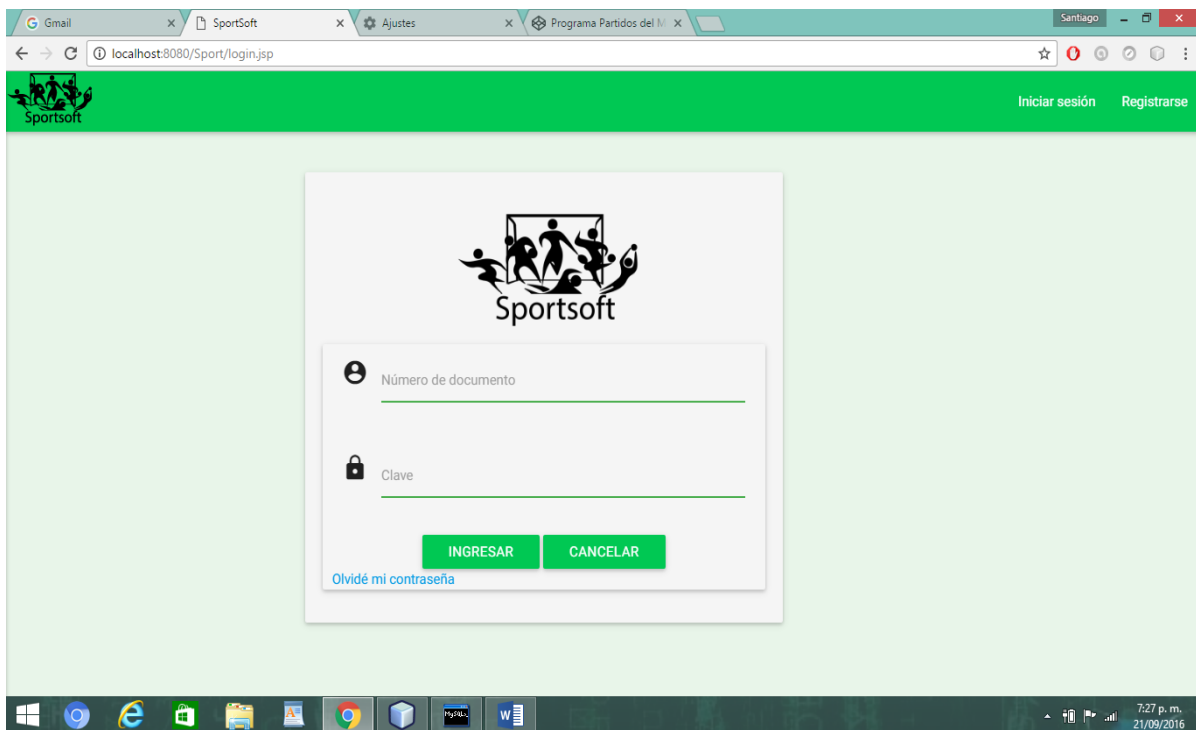 Gmail
SportSoft
Ajustes
Programa Partidos del M
Santiago
localhost:8080/Sport/login.jsp
Sportsoft
Iniciar sesión
Registrarse
Sportsoft
Número de documento
Clave
INGRESAR
CANCELAR
Olvidé mi contraseña
7:27 p. m.
21/09/2016